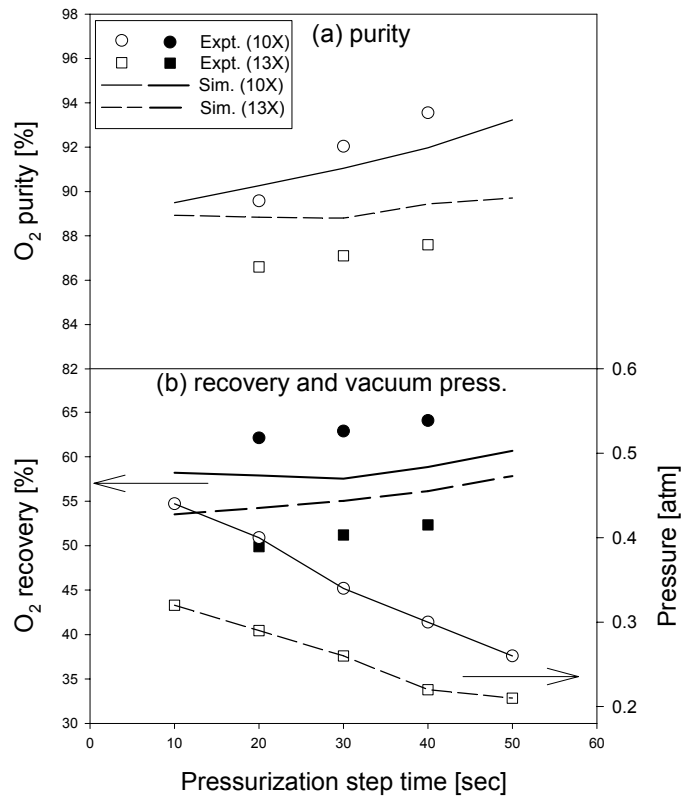 98
(a) purity
96
Expt. (10X)
Expt. (13X)
94
Sim. (10X)
Sim. (13X)
92
90
88
86
84
82
O2 purity [%]
(b) recovery and vacuum press.
65
60
55
50
45
40
35
30
O2 recovery [%]
0.6
0.5
0.4
0.3
0.2
Pressure [atm]
0 10 20 30 40 50 60
Pressurization step time [sec]